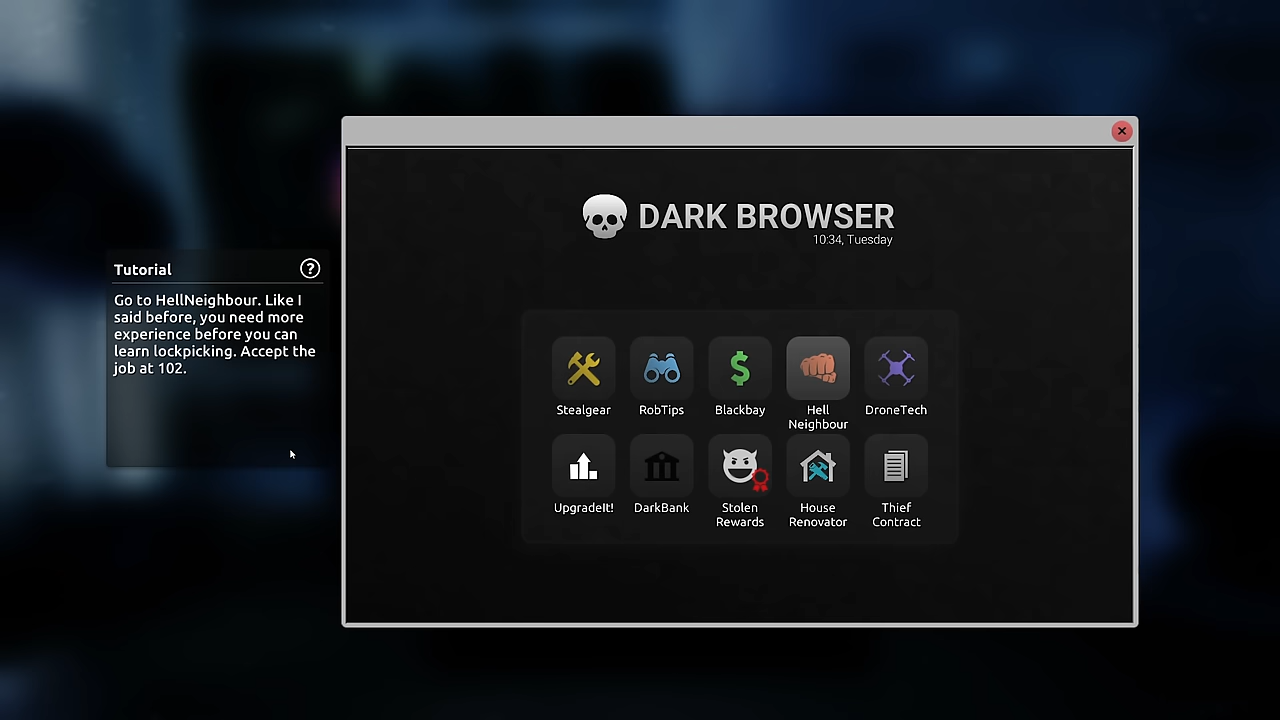 DARK BROWSER
10:34, Tuesday
Tutorial
?
Go to HellNeighbour. Like I
said before, you need more
experience before you can
learn lockpicking. Accept the
job at 102.
Stealgear
RobTips
Blackbay
Hell
Neighbour
DroneTech
UpgradeIt!
DarkBank
Stolen
Rewards
House
Renovator
Thief
Contract